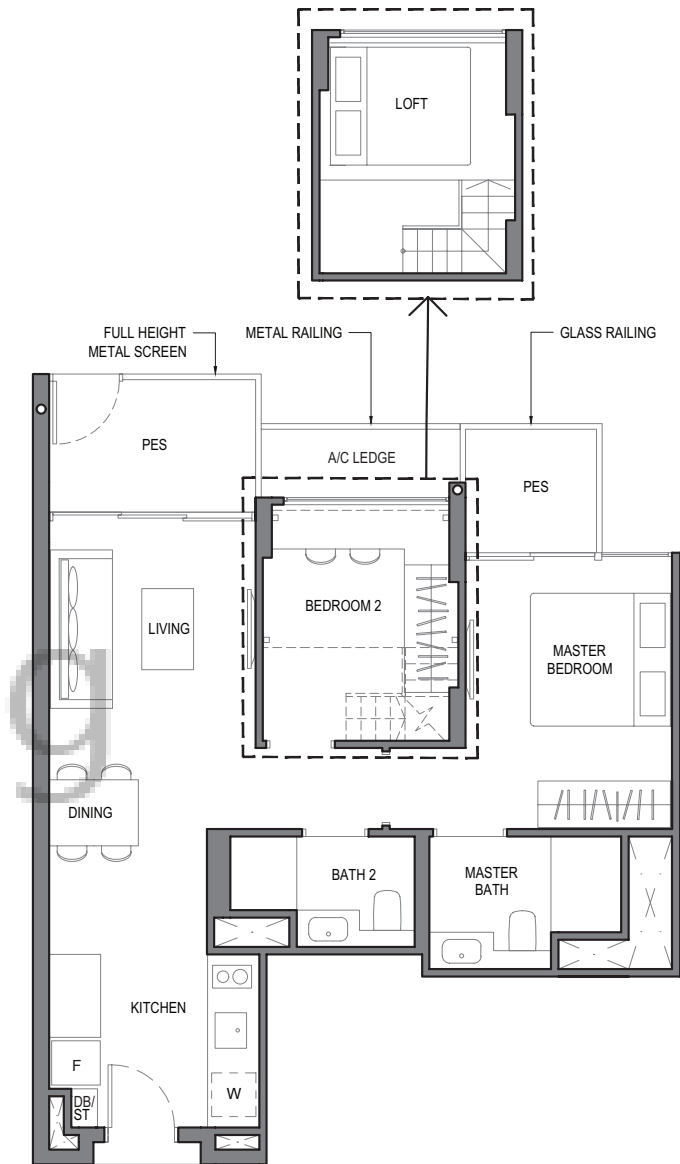 LOFT
FULL HEIGHT
METAL SCREEN
METAL RAILING
GLASS RAILING
PES
A/C LEDGE
PES
BEDROOM 2
LIVING
MASTER
BEDROOM
g
DINING
BATH 2
MASTER
BATH
KITCHEN
F
W
DB/
ST